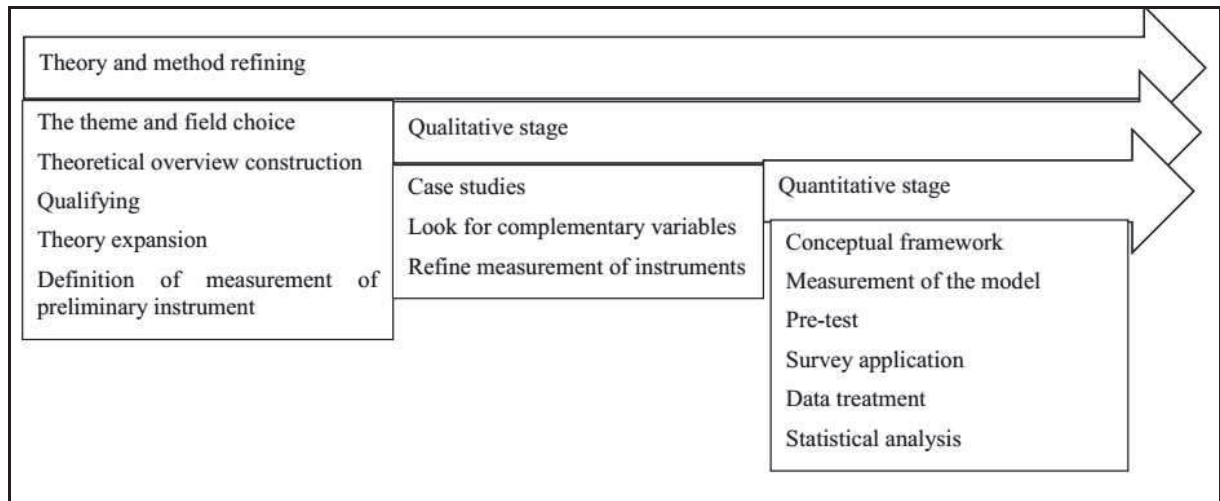 Theory and method refining
The theme and field choice
Theoretical overview construction
Qualifying
Theory expansion
Definition of measurement of
preliminary instrument
Qualitative stage
Case studies
Look for complementary variables
Refine measurement of instruments
Quantitative stage
Conceptual framework
Measurement of the model
Pre-test
Survey application
Data treatment
Statistical analysis